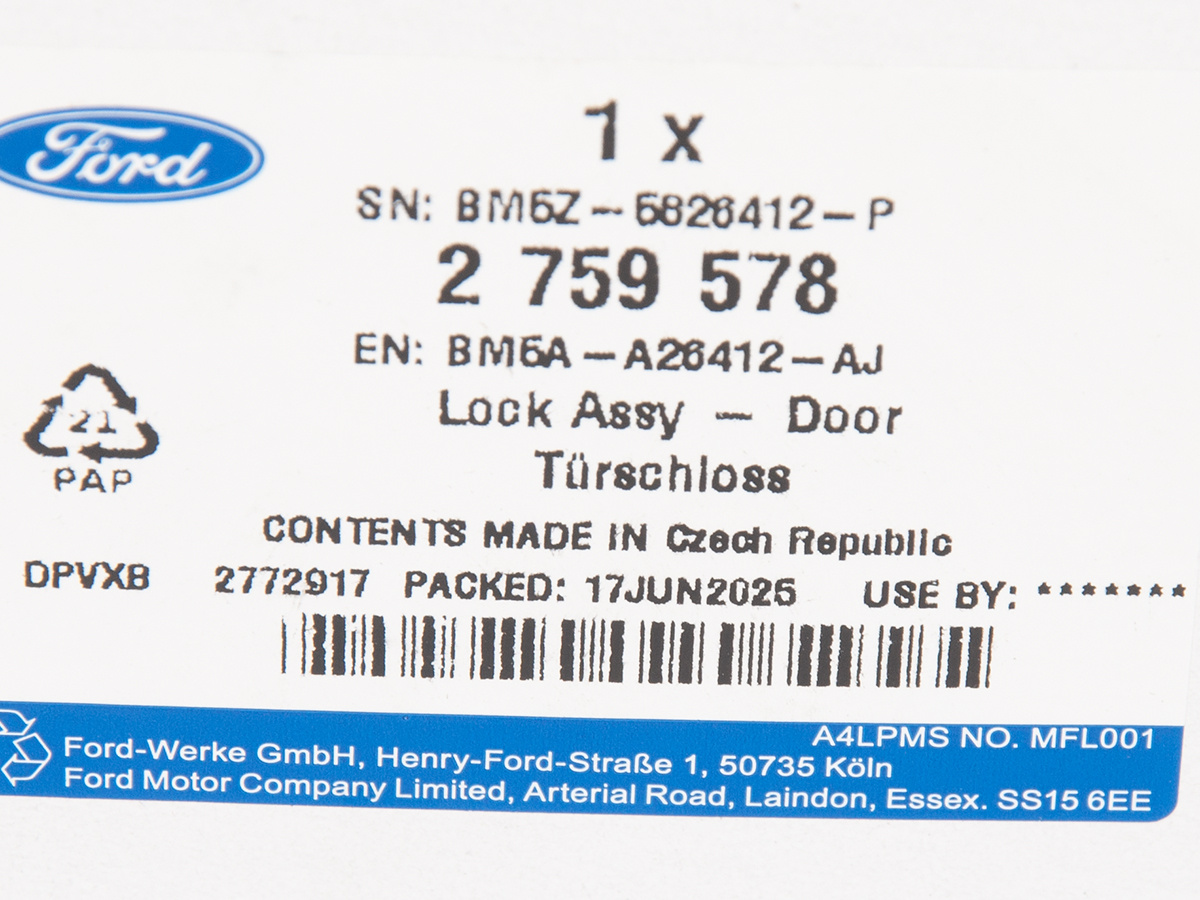 Ford
1 x
SN: BM5Z-5826412-P
2 759 578
EN: BM5A-A26412-AJ
Lock Assy - Door
Türschloss
21
PAP
CONTENTS MADE IN Czech Republic
DPVXB 2772917 PACKED: 17JUN2025 USE BY: *******
A4LPMS NO. MFL001
Ford-Werke GmbH, Henry-Ford-Straße 1, 50735 Köln
Ford Motor Company Limited, Arterial Road, Laindon, Essex. SS15 6EE